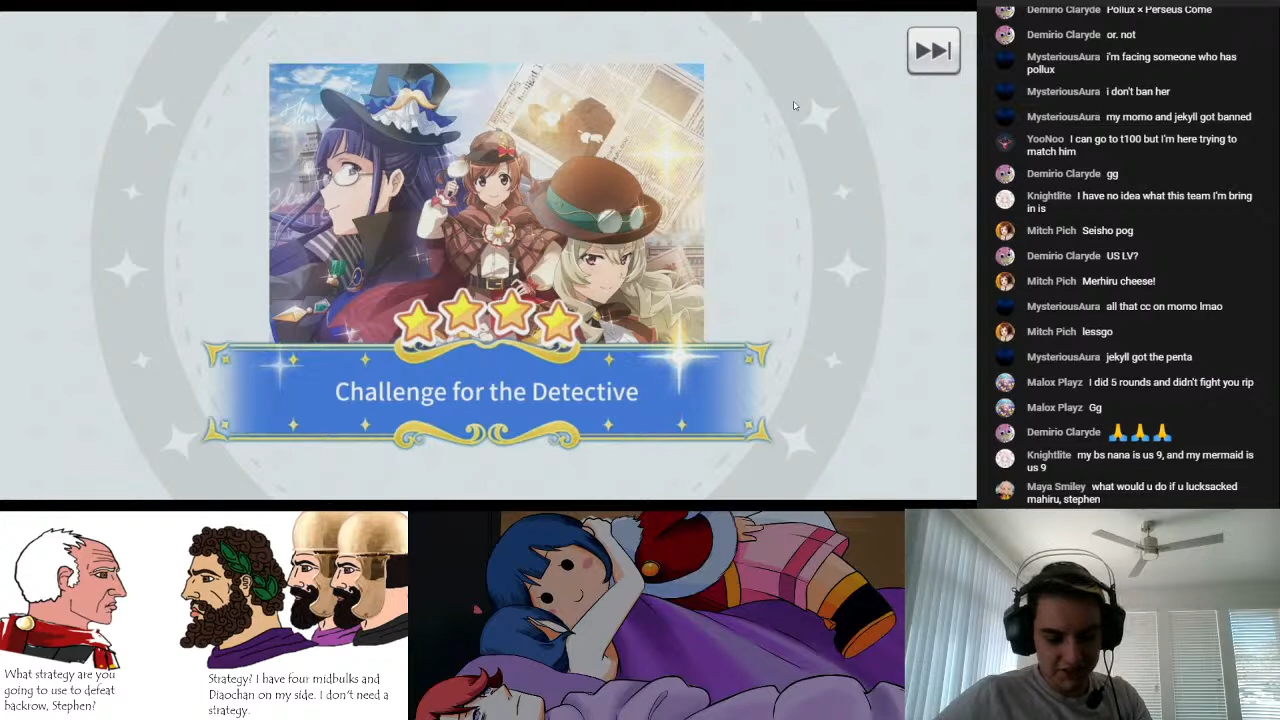 Challenge for the Detective
Demirio Claryde Pollux × Perseus Come
Demirio Claryde or. not
MysteriousAura i'm facing someone who has
pollux
MysteriousAura i don't ban her
MysteriousAura my momo and jekyll got banned
YooNoo I can go to t100 but I'm here trying to
match him
Demirio Claryde gg
Knightlite I have no idea what this team I'm bring
in is
Mitch Pich Seisho pog
Demirio Claryde US LV?
Mitch Pich Merhiru cheese!
MysteriousAura all that cc on momo lmao
Mitch Pich lessgo
MysteriousAura jekyll got the penta
Malox Playz I did 5 rounds and didn't fight you rip
Malox Playz Gg
Demirio Claryde 🙏🙏🙏
Knightlite my bs nana is us 9, and my mermaid is
us 9
Maya Smiley what would u do if u lucksacked
mahiru, stephen
What strategy are you
going to use to defeat
backrow, Stephen?
Strategy? I have four midbulks and
Diaochan on my side. I don't need a
strategy.